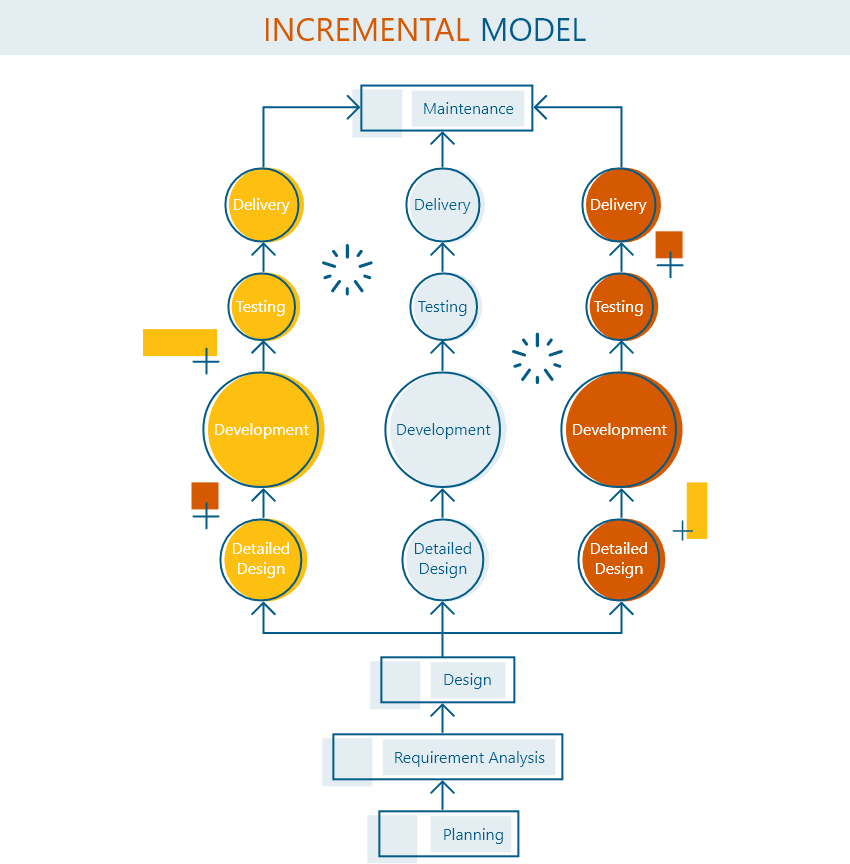 INCREMENTAL MODEL
Maintenance
Delivery
Delivery
Delivery
Testing
Testing
Testing
Development
Development
Development
Detailed
Design
Detailed
Design
Detailed
Design
Design
Requirement Analysis
Planning